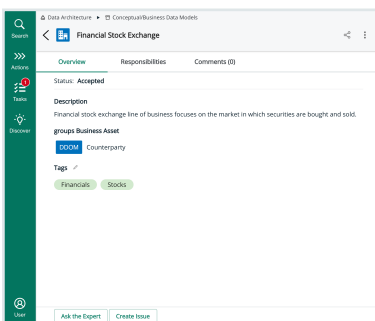 Data Architecture ▸ Conceptual/Business Data Models
Search
Financial Stock Exchange
Actions
Overview Responsibilities Comments (0)
Status: Accepted
1
Tasks
Description
Financial stock exchange line of business focuses on the market in which securities are bought and sold.
Discover
groups Business Asset
DDOM Counterparty
Tags
Financials Stocks
User
Ask the Expert Create Issue